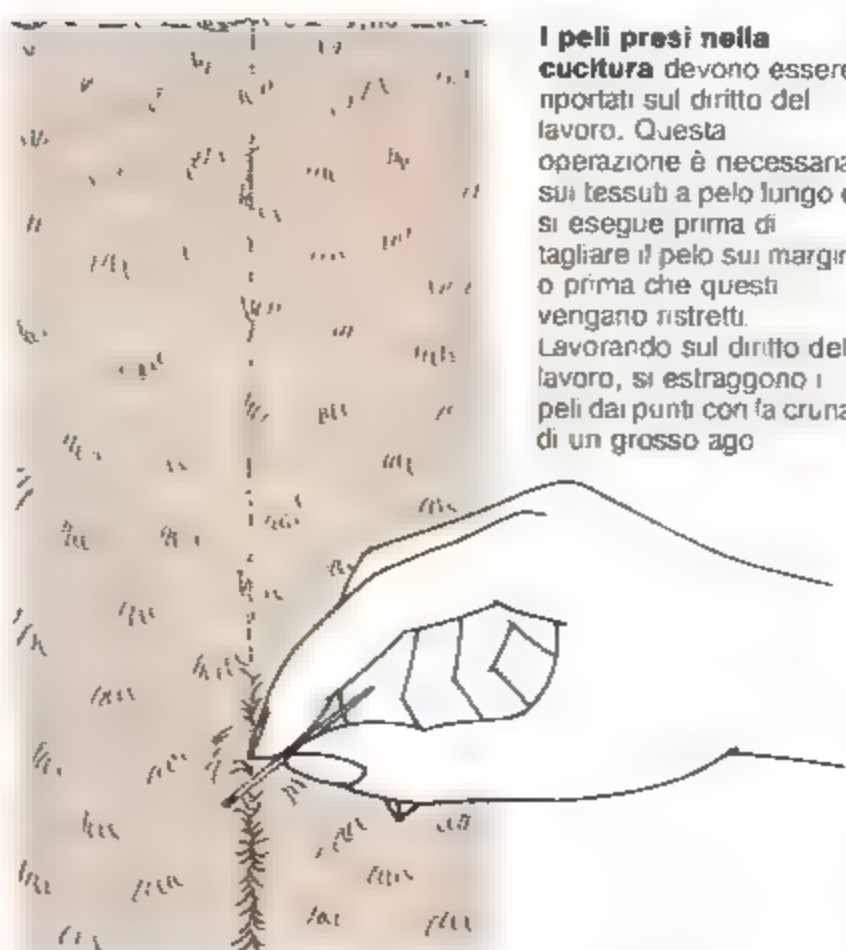 I peli presi nella
cucitura devono essere
riportati sul diritto del
lavoro. Questa
operazione è necessaria
sui tessuti a pelo lungo e
si esegue prima di
tagliare il pelo sui margin
o prima che questi
vengano ristretti.
Lavorando sul diritto del
lavoro, si estraggono i
peli dai punti con la cruna
di un grosso ago